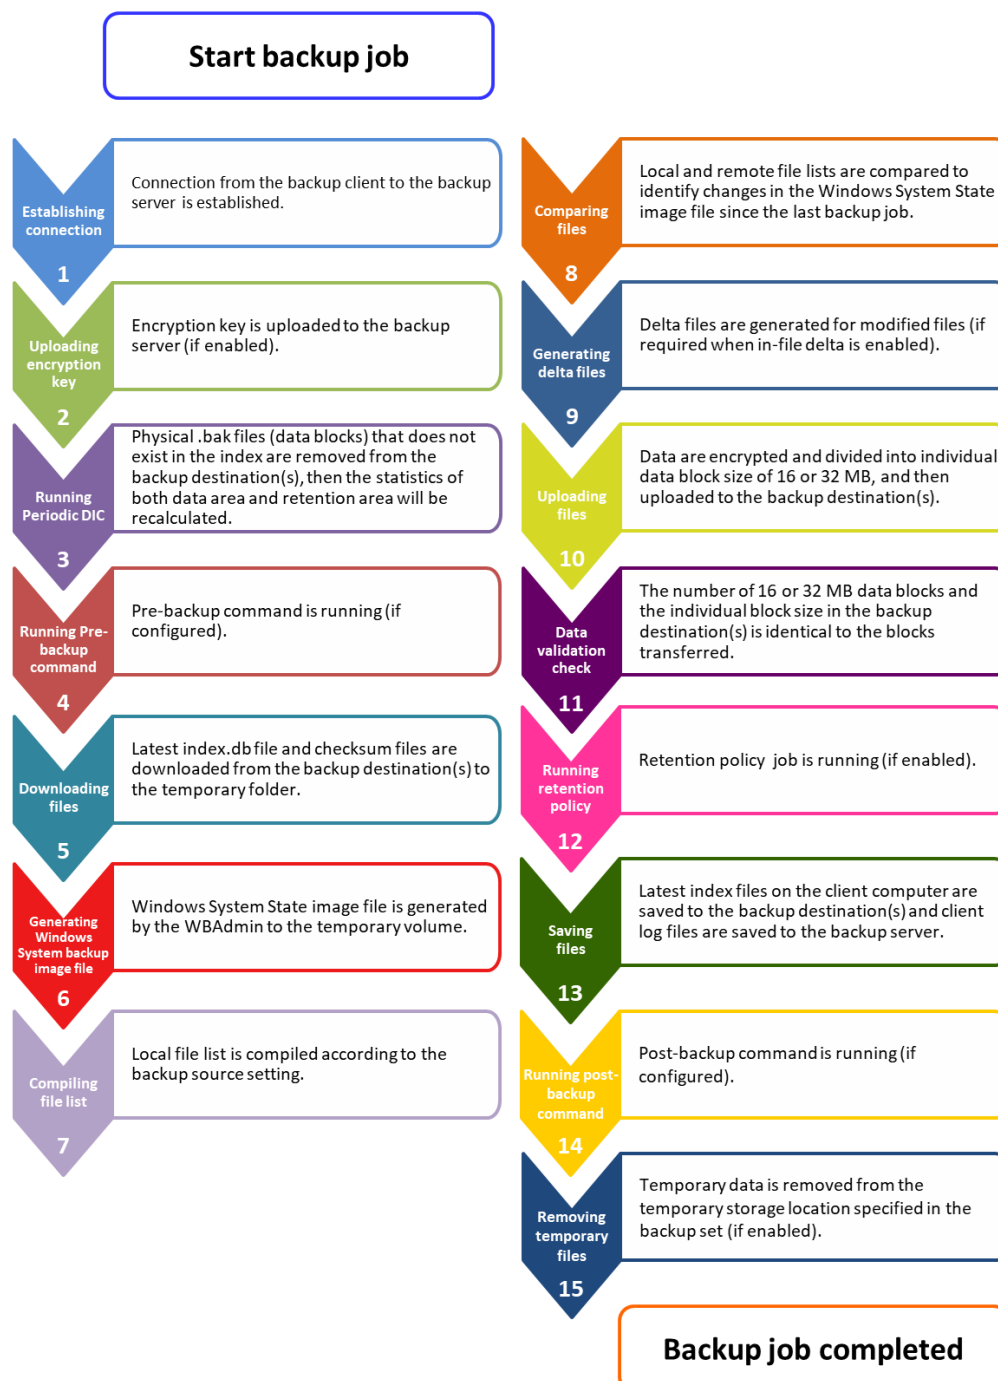 Start backup job
Establishing
connection
1
Connection from the backup client to the backup
server is established.
Uploading
encryption
key
2
Encryption key is uploaded to the backup
server (if enabled).
Running
Periodic DIC
3
Physical .bak files (data blocks) that does not
exist in the index are removed from the
backup destination(s), then the statistics of
both data area and retention area will be
recalculated.
Running Pre-
backup
command
4
Pre-backup command is running (if
configured).
Downloading
files
5
Latest index.db file and checksum files are
downloaded from the backup destination(s) to
the temporary folder.
Generating
Windows
System backup
image file
6
Windows System State image file is generated
by the WBAdmin to the temporary volume.
Compiling
file list
7
Local file list is compiled according to the
backup source setting.
Comparing
files
8
Local and remote file lists are compared to
identify changes in the Windows System State
image file since the last backup job.
Generating
delta files
9
Delta files are generated for modified files (if
required when in-file delta is enabled).
Uploading
files
10
Data are encrypted and divided into individual
data block size of 16 or 32 MB, and then
uploaded to the backup destination(s).
Data
validation
check
11
The number of 16 or 32 MB data blocks and
the individual block size in the backup
destination(s) is identical to the blocks
transferred.
Running
retention
policy
12
Retention policy job is running (if enabled).
Saving
files
13
Latest index files on the client computer are
saved to the backup destination(s) and client
log files are saved to the backup server.
Running post-
backup
command
14
Post-backup command is running (if
configured).
Removing
temporary
files
15
Temporary data is removed from the
temporary storage location specified in the
backup set (if enabled).
Backup job completed